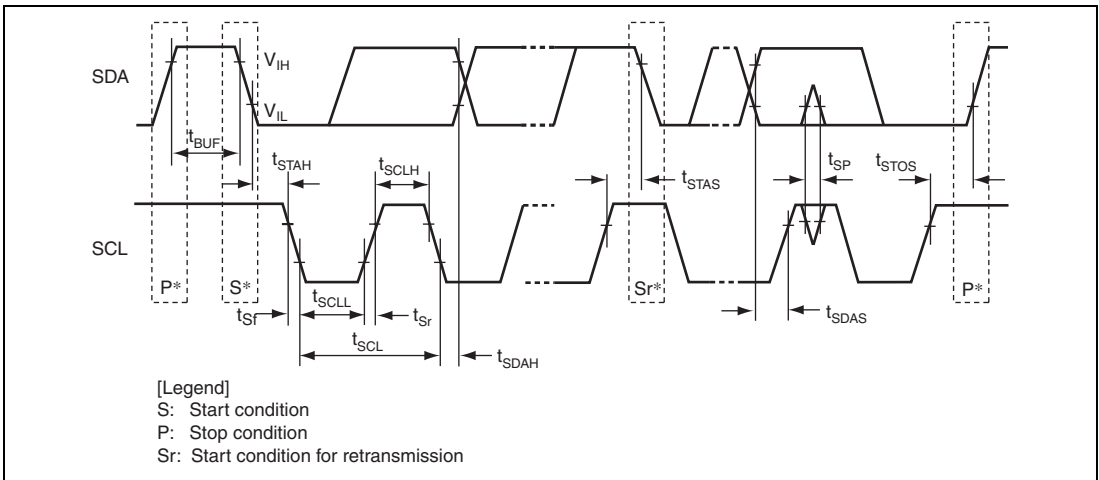 SDA
V_IH
V_IL
t_BUF
t_STAH
t_SCLH
t_STAS
t_SP
t_STOS
SCL
P*
S*
Sr*
P*
t_Sf
t_SCLL
t_Sr
t_SDAS
t_SCL
t_SDAH
[Legend]
S: Start condition
P: Stop condition
Sr: Start condition for retransmission